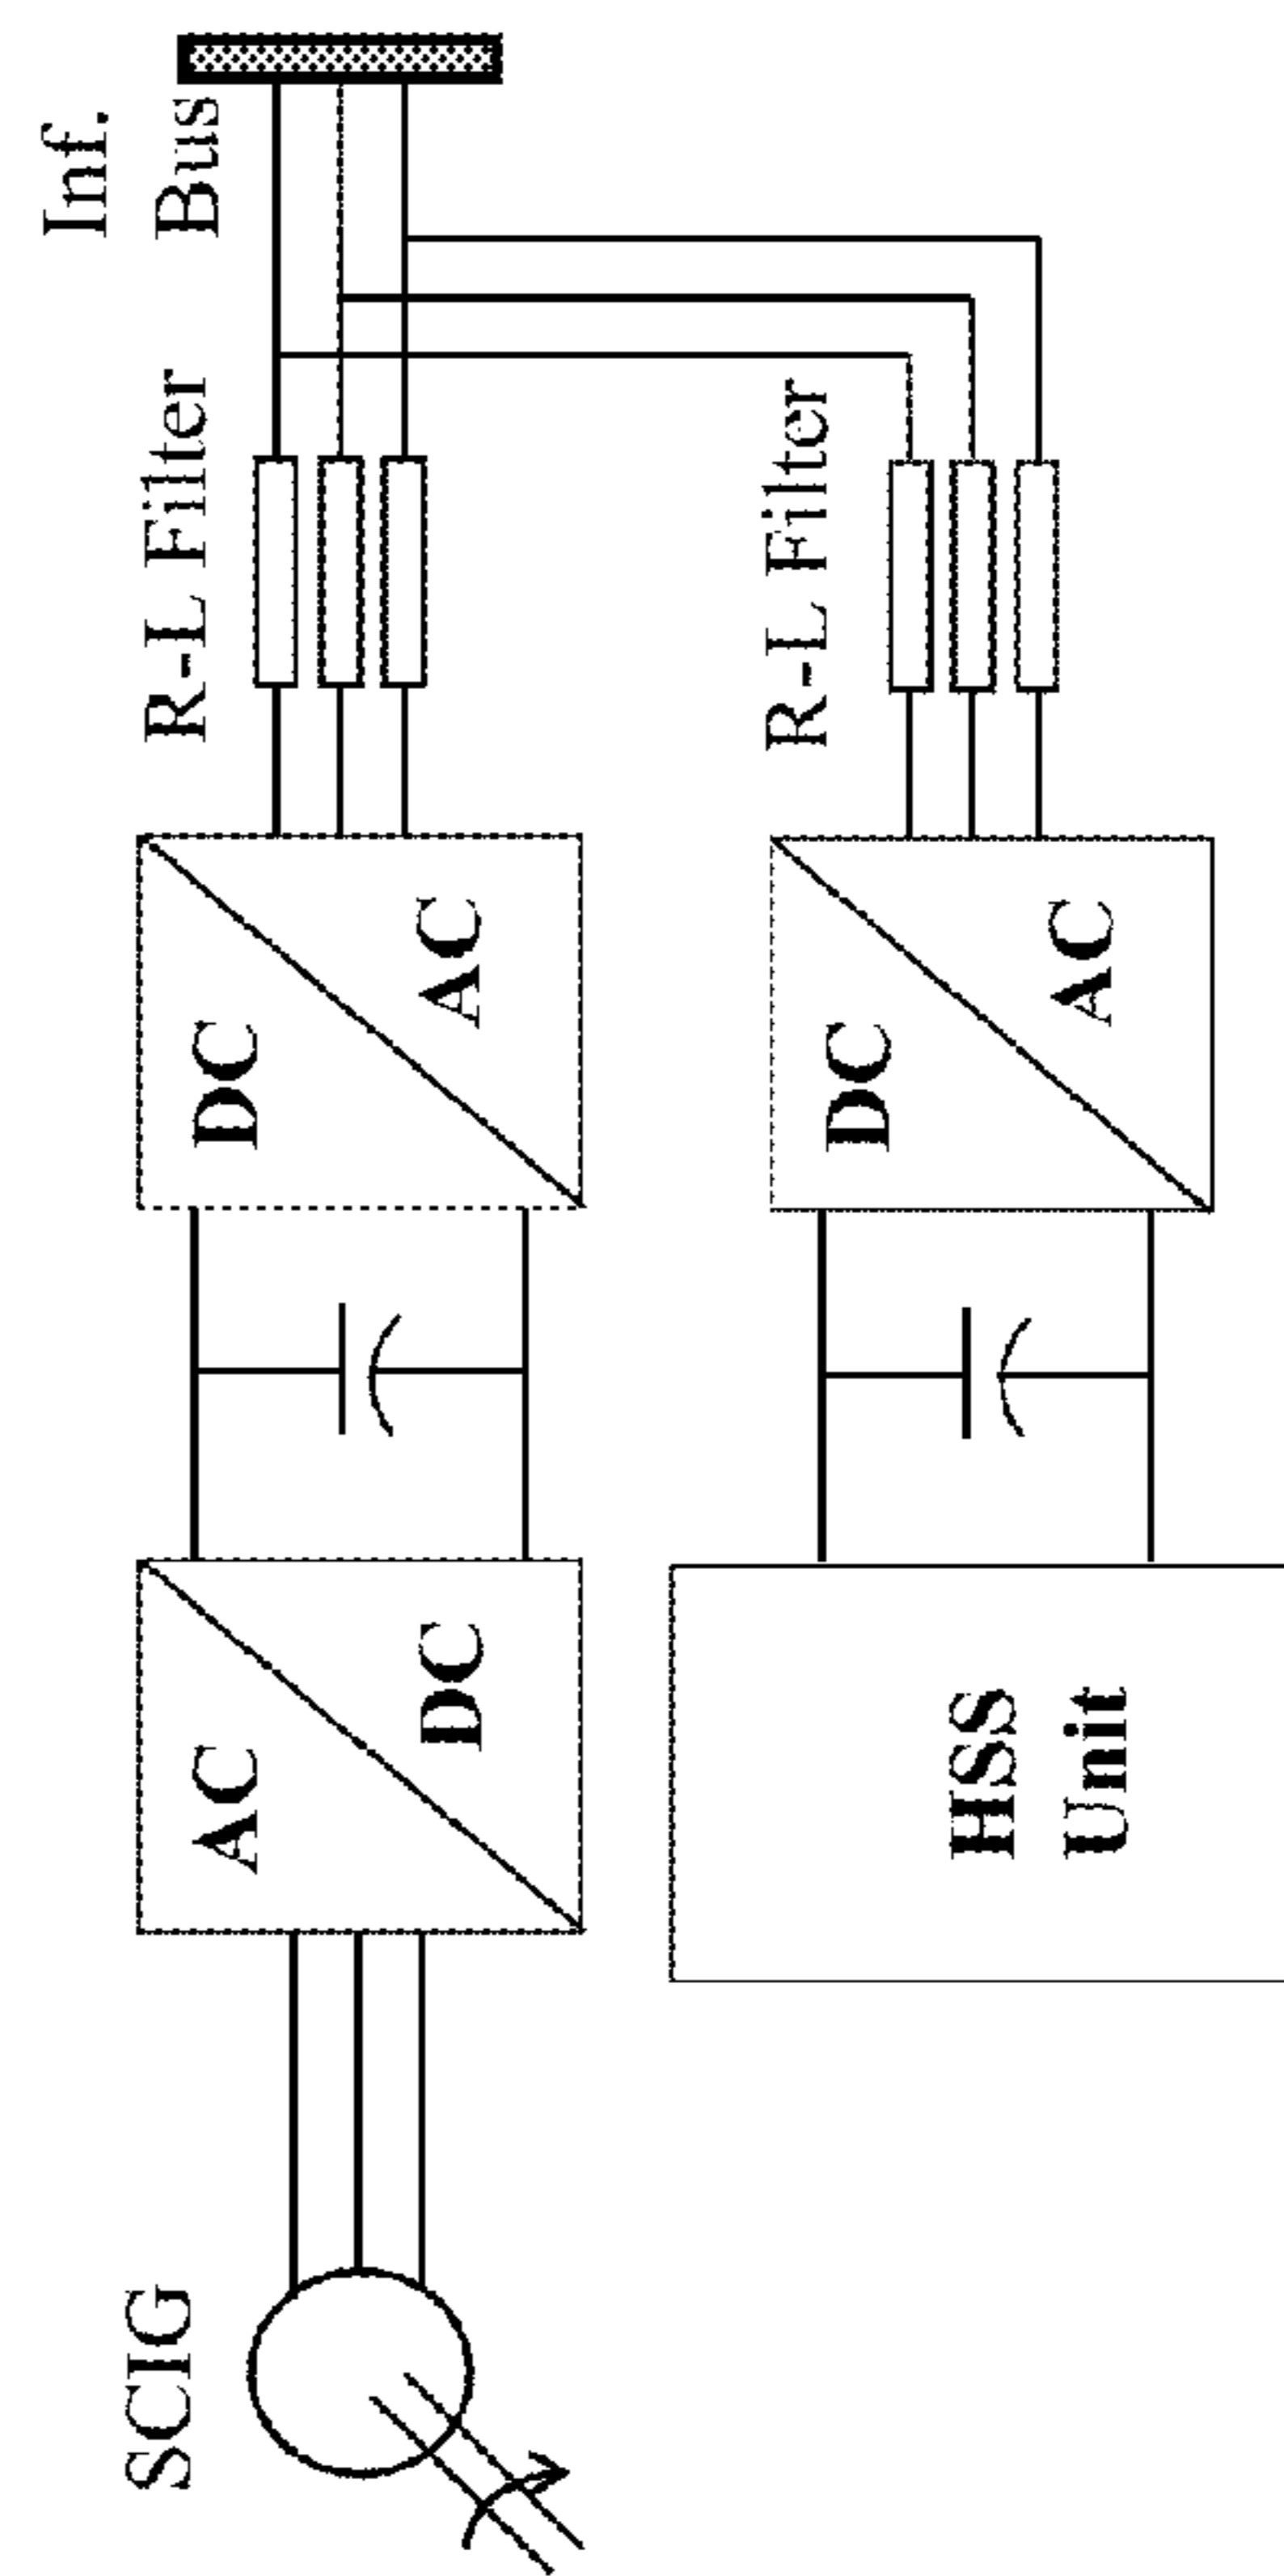 SCIG
AC
DC
DC
AC
R-L Filter
Inf.
Bus
HSS
Unit
DC
AC
R-L Filter